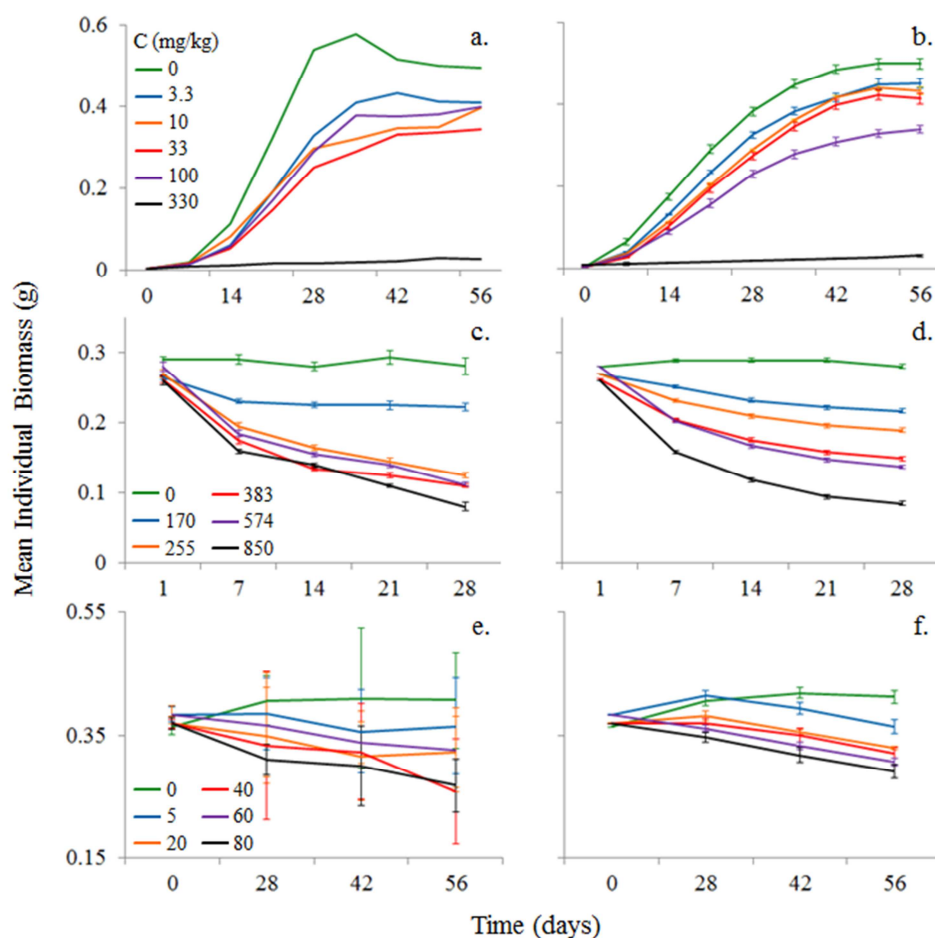 Mean Individual Biomass (g)
a.
C (mg/kg)
0
3.3
10
33
100
330
0.6
0.4
0.2
0
0 14 28 42 56
b.
0 14 28 42 56
c.
0.3
0.2
0.1
0
0 383
170 574
255 850
1 7 14 21 28
d.
1 7 14 21 28
e.
0.55
0.35
0.15
0 40
5 60
20 80
0 28 42 56
f.
0 28 42 56
Time (days)